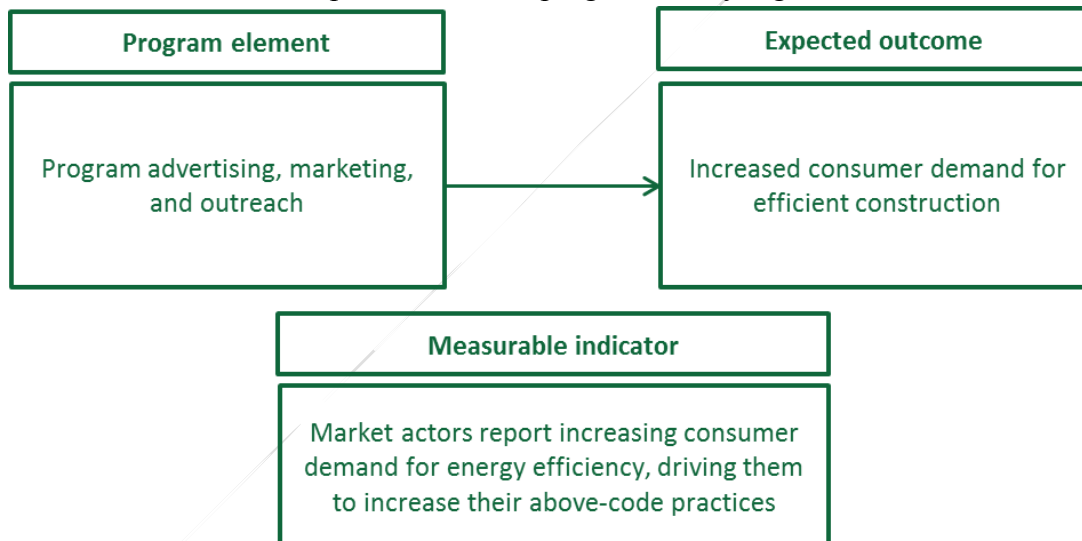 Program element
Expected outcome
Program advertising, marketing,
and outreach
Increased consumer demand for
efficient construction
Measurable indicator
Market actors report increasing consumer
demand for energy efficiency, driving them
to increase their above-code practices